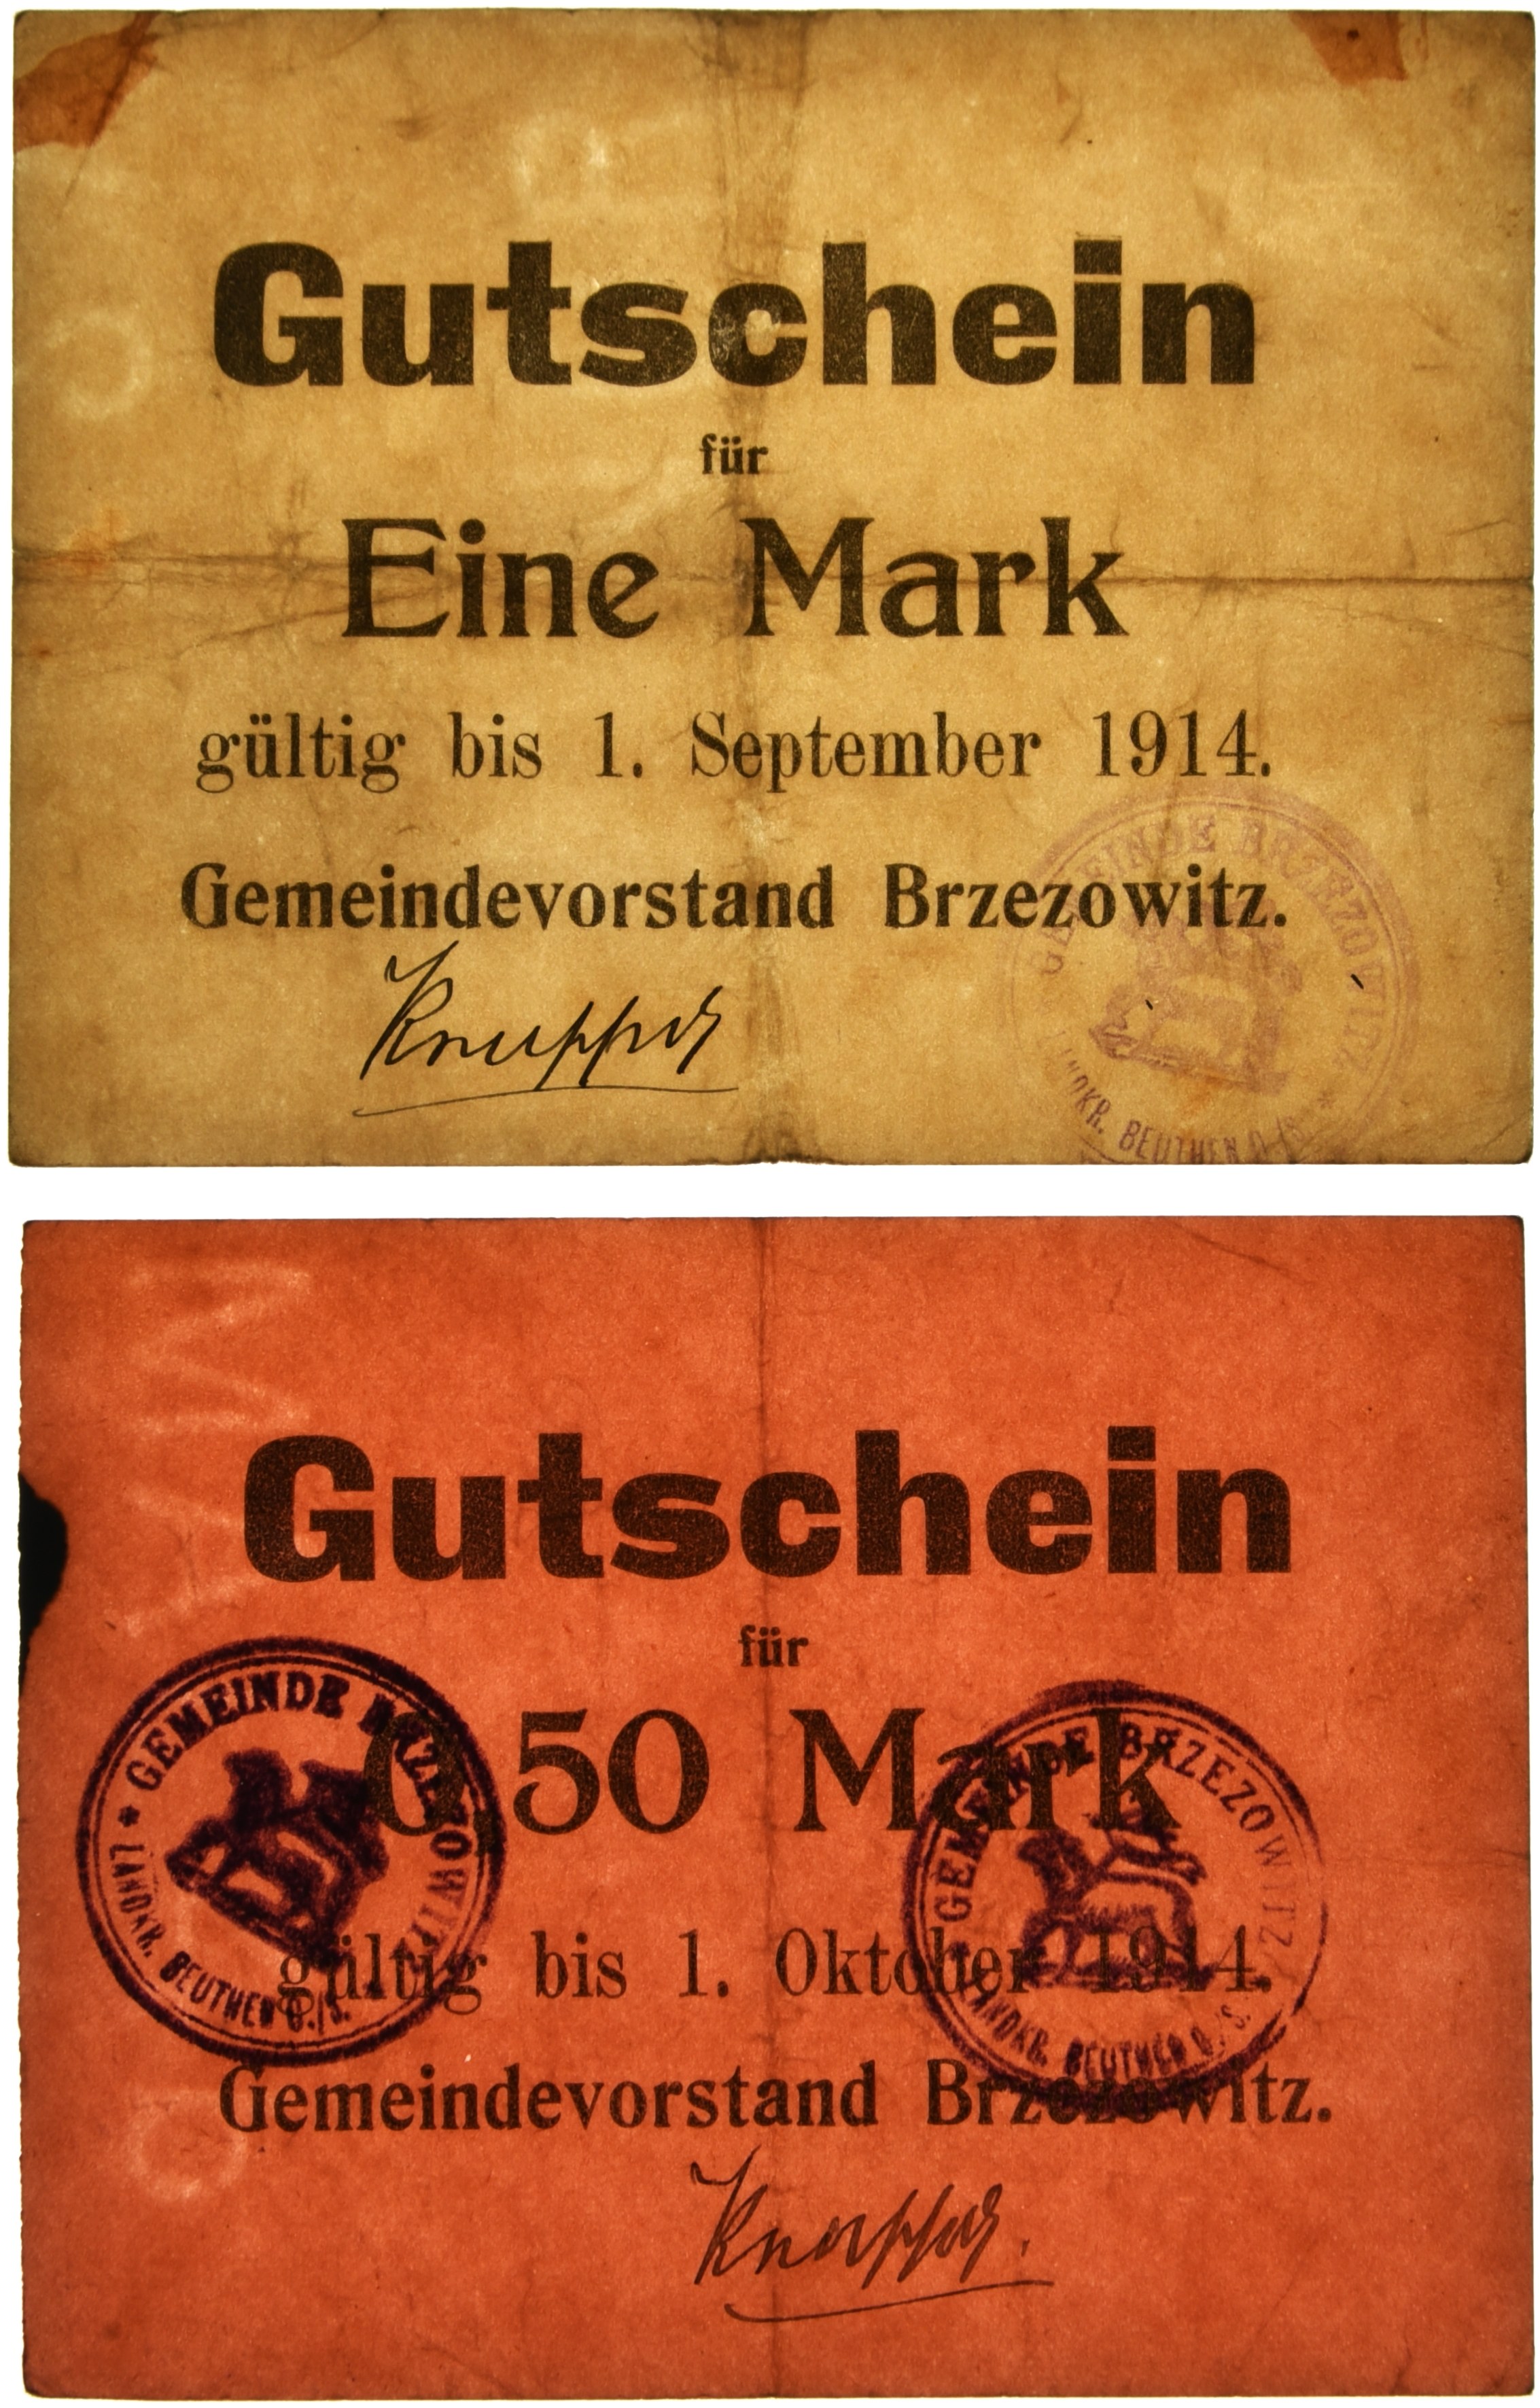 Gutschein
für
Eine Mark
gültig bis 1. September 1914.
Gemeindevorstand Brzezowitz.
GEMEINDE BRZEZOWITZ
LANDKR. BEUTHEN O./S.
Gutschein
für
0,50 Mark
gültig bis 1. Oktober 1914.
Gemeindevorstand Brzezowitz.
GEMEINDE BRZEZOWITZ
LANDKR. BEUTHEN O./S.
GEMEINDE BRZEZOWITZ
LANDKR. BEUTHEN O./S.